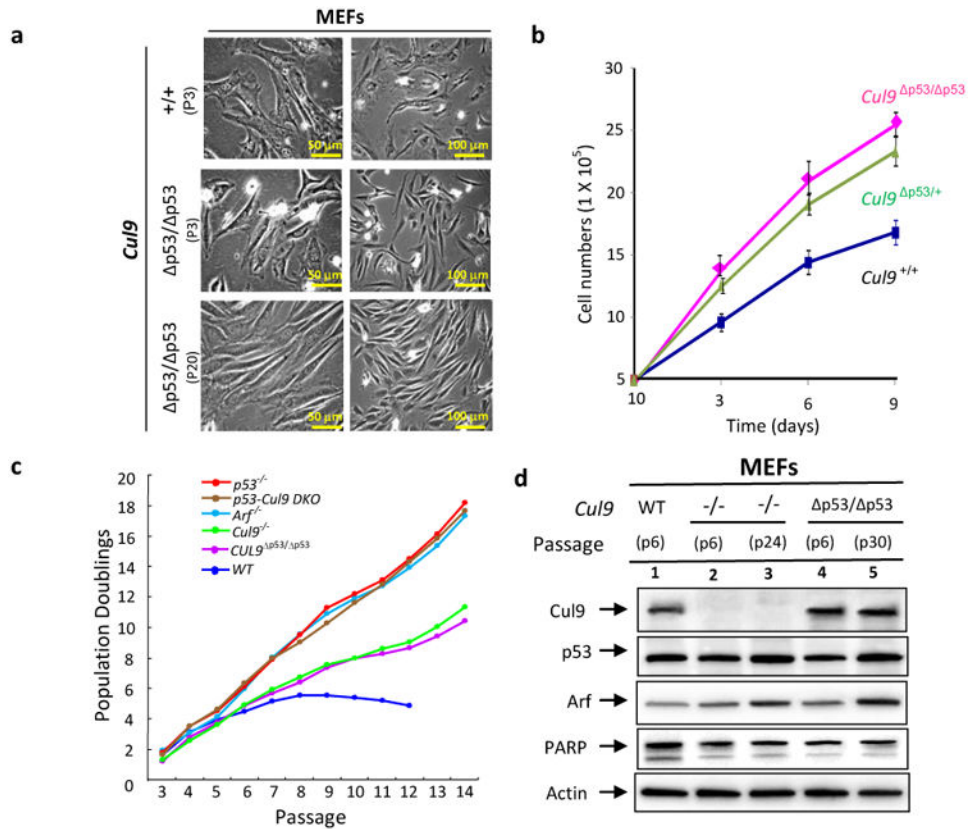 a
MEFs
Cul9
+/+
(P3)
50 μm
100 μm
Δp53/Δp53
(P3)
50 μm
100 μm
Δp53/Δp53
(P20)
50 μm
100 μm
b
Cell numbers (1 X 10⁵)
30
25
20
15
10
5
10
3
6
9
Time (days)
Cul9 Δp53/Δp53
Cul9 Δp53/+
Cul9 +/+
c
Population Doublings
20
18
16
14
12
10
8
6
4
2
0
p53-/-
p53-Cul9 DKO
Arf-/-
Cul9-/-
CUL9Δp53/Δp53
WT
3 4 5 6 7 8 9 10 11 12 13 14
Passage
d
MEFs
Cul9 WT -/- -/- Δp53/Δp53
Passage (p6) (p6) (p24) (p6) (p30)
1 2 3 4 5
Cul9
p53
Arf
PARP
Actin